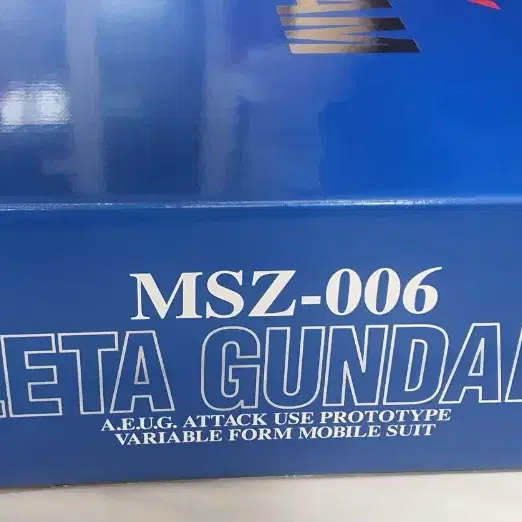 MSZ-006
ETA GUNDA
A.E.U.G. ATTACK USE PROTOTYPE
VARIABLE FORM MOBILE SUIT